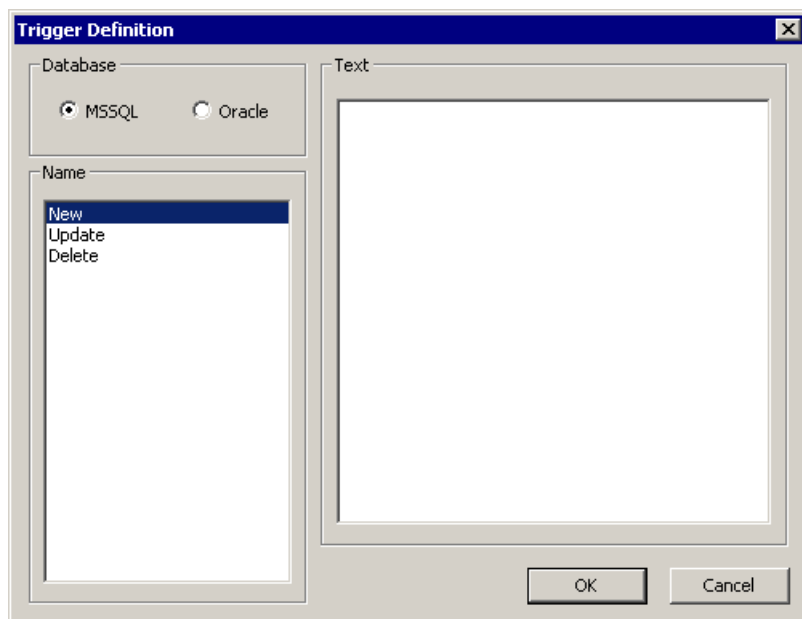 Trigger Definition
Database
MSSQL
Oracle
Name
New
Update
Delete
Text
OK
Cancel